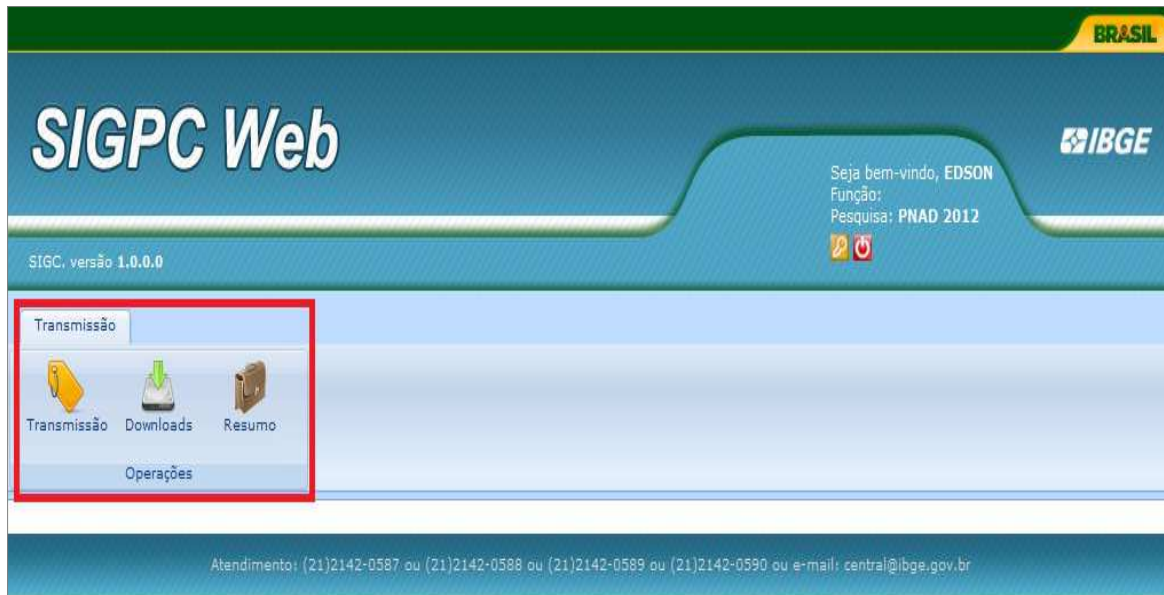 BRASIL
SIGPC Web
IBGE
Seja bem-vindo, EDSON
Função:
Pesquisa: PNAD 2012
SIGC, versão 1.0.0.0
Transmissão
Transmissão Downloads Resumo
Operações
Atendimento: (21)2142-0587 ou (21)2142-0588 ou (21)2142-0589 ou (21)2142-0590 ou e-mail: central@ibge.gov.br